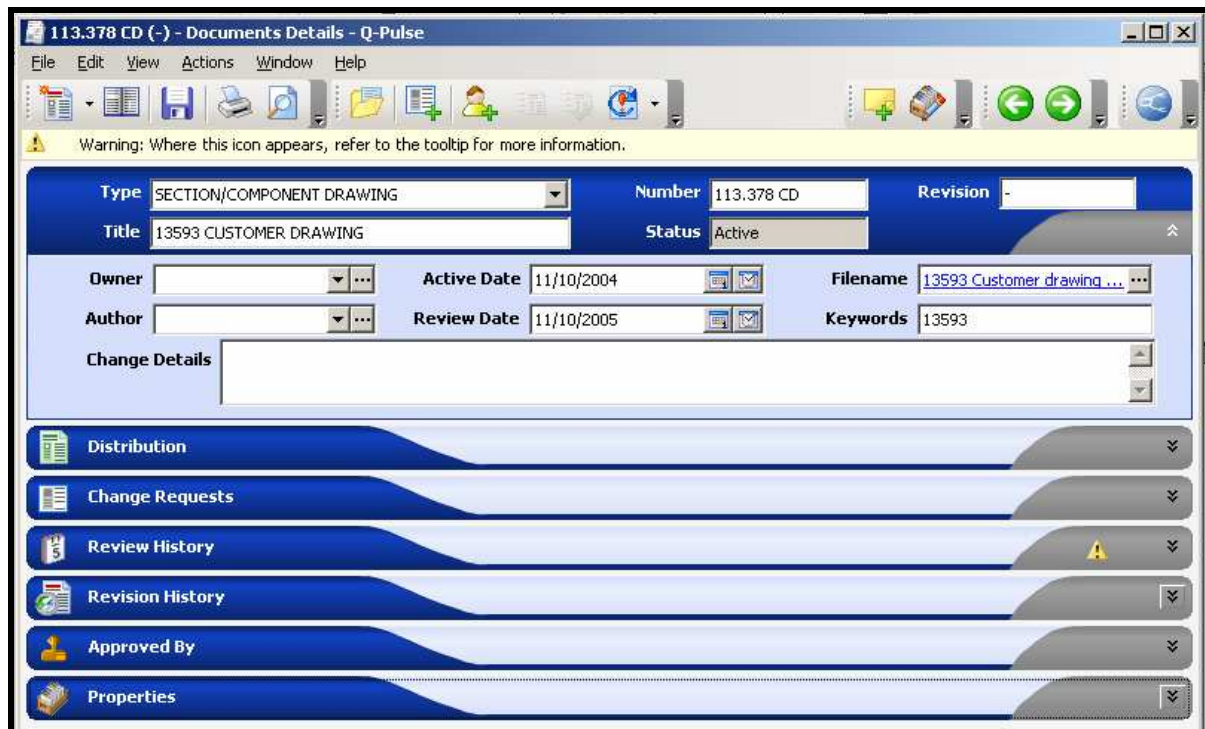 113.378 CD (-) - Documents Details - Q-Pulse
File Edit View Actions Window Help
Warning: Where this icon appears, refer to the tooltip for more information.
Type SECTION/COMPONENT DRAWING Number 113.378 CD Revision -
Title 13593 CUSTOMER DRAWING Status Active
Owner Active Date 11/10/2004 Filename 13593 Customer drawing ...
Author Review Date 11/10/2005 Keywords 13593
Change Details
Distribution
Change Requests
Review History
Revision History
Approved By
Properties